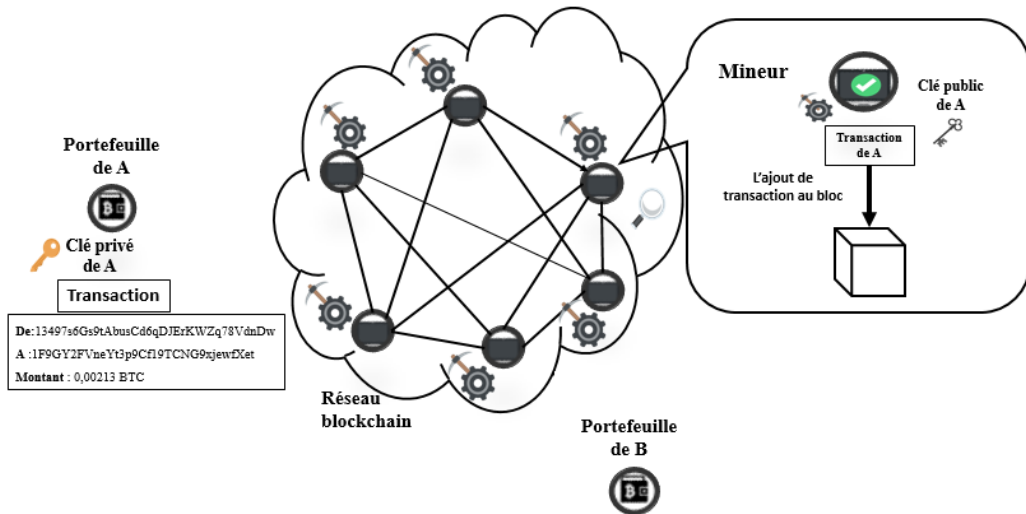 Portefeuille
de A
Clé privé
de A
Transaction
De:13497s6Gs9tAbusCd6qDJErKWZq78VdnDw
A :1F9GY2FVneYt3p9Cf19TCNG9xjewfXet
Montant : 0,00213 BTC
Réseau
blockchain
Portefeuille
de B
Mineur
Clé public
de A
Transaction
de A
L'ajout de
transaction au bloc